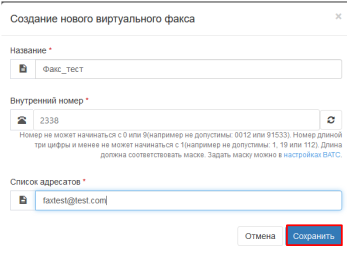 Создание нового виртуального факса
×
Название *
Факс_тест
Внутренний номер *
2338
Номер не может начинаться с 0 или 9(например не допустимы: 0012 или 91533). Номер длиной
три цифры и менее не может начинаться с 1(например не допустимы: 1, 19 или 112). Длина
должна соответствовать маске. Задать маску можно в настройках ВАТС.
Список адресатов *
faxtest@test.com
Отмена Сохранить